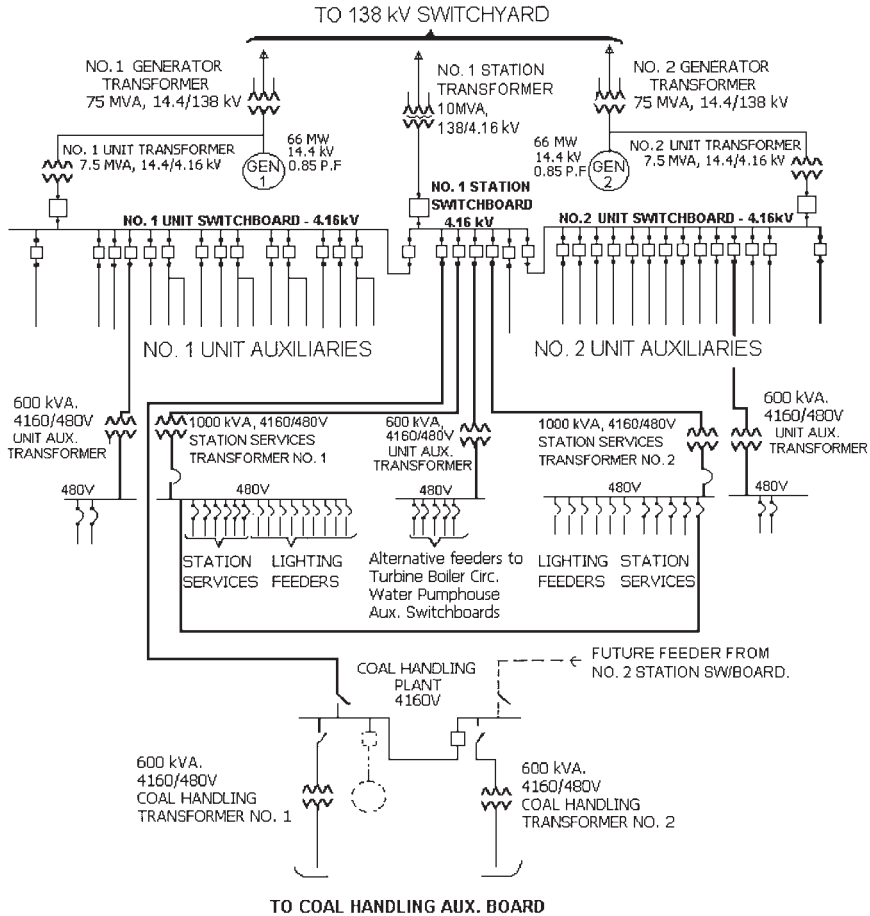 TO 138 kV SWITCHYARD
NO. 1 GENERATOR
TRANSFORMER
75 MVA, 14.4/138 kV
NO. 1 STATION
TRANSFORMER
10MVA,
138/4.16 kV
NO. 2 GENERATOR
TRANSFORMER
75 MVA, 14.4/138 kV
NO. 1 UNIT TRANSFORMER
7.5 MVA, 14.4/4.16 kV
66 MW
14.4 kV
0.85 P.F
GEN
1
66 MW
14.4 kV
0.85 P.F
GEN
2
NO.2 UNIT TRANSFORMER
7.5 MVA, 14.4/4.16 kV
NO. 1 UNIT SWITCHBOARD - 4.16kV
NO. 1 STATION
SWITCHBOARD
4.16 kV
NO.2 UNIT SWITCHBOARD - 4.16kV
NO. 1 UNIT AUXILIARIES
NO. 2 UNIT AUXILIARIES
600 kVA.
4160/480V
UNIT AUX.
TRANSFORMER
1000 kVA, 4160/480V
STATION SERVICES
TRANSFORMER NO. 1
600 kVA,
4160/480V
UNIT AUX.
TRANSFORMER
1000 kVA, 4160/480V
STATION SERVICES
TRANSFORMER NO. 2
600 kVA.
4160/480V
UNIT AUX.
TRANSFORMER
480V
480V
480V
480V
480V
STATION
SERVICES
LIGHTING
FEEDERS
Alternative feeders to
Turbine Boiler Circ.
Water Pumphouse
Aux. Switchboards
LIGHTING
FEEDERS
STATION
SERVICES
COAL HANDLING
PLANT
4160V
FUTURE FEEDER FROM
NO. 2 STATION SW/BOARD.
600 kVA.
4160/480V
COAL HANDLING
TRANSFORMER NO. 1
600 kVA.
4160/480V
COAL HANDLING
TRANSFORMER NO. 2
TO COAL HANDLING AUX. BOARD